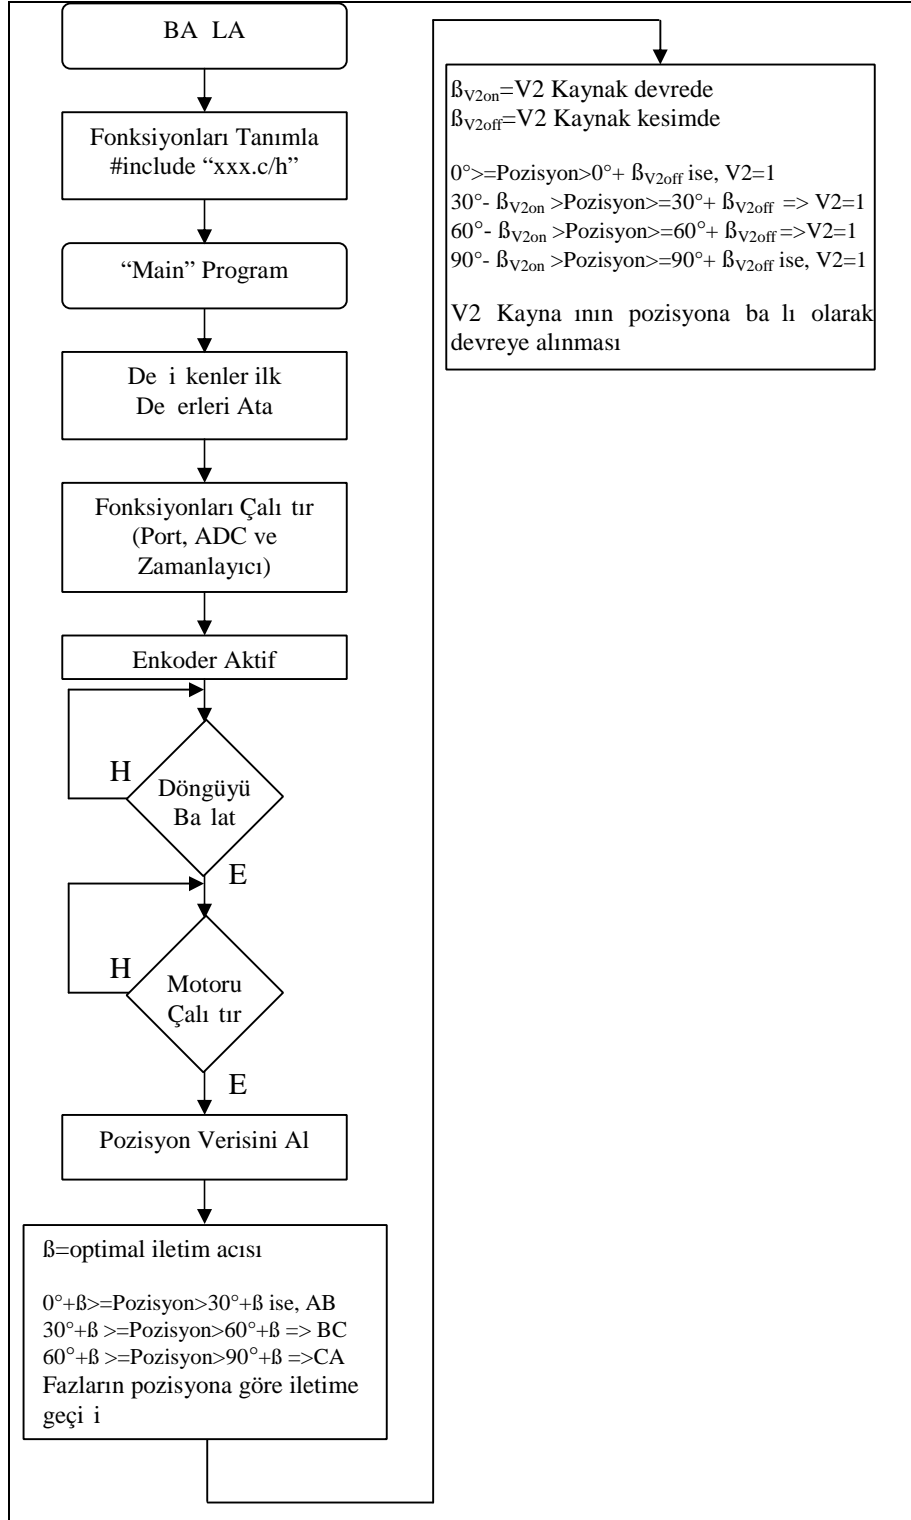 BA LA
Fonksiyonları Tanımla
#include “xxx.c/h”
“Main” Program
De i kenler ilk
De erleri Ata
Fonksiyonları Çalı tır
(Port, ADC ve
Zamanlayıcı)
Enkoder Aktif
H
Döngüyü
Ba lat
E
H
Motoru
Çalı tır
E
Pozisyon Verisini Al
ß=optimal iletim acısı
0°+ß>=Pozisyon>30°+ß ise, AB
30°+ß >=Pozisyon>60°+ß => BC
60°+ß >=Pozisyon>90°+ß =>CA
Fazların pozisyona göre iletime
geçi i
ßV2on=V2 Kaynak devrede
ßV2off=V2 Kaynak kesimde
0°>=Pozisyon>0°+ ßV2off ise, V2=1
30°- ßV2on >Pozisyon>=30°+ ßV2off => V2=1
60°- ßV2on >Pozisyon>=60°+ ßV2off =>V2=1
90°- ßV2on >Pozisyon>=90°+ ßV2off ise, V2=1
V2 Kayna ının pozisyona ba lı olarak
devreye alınması